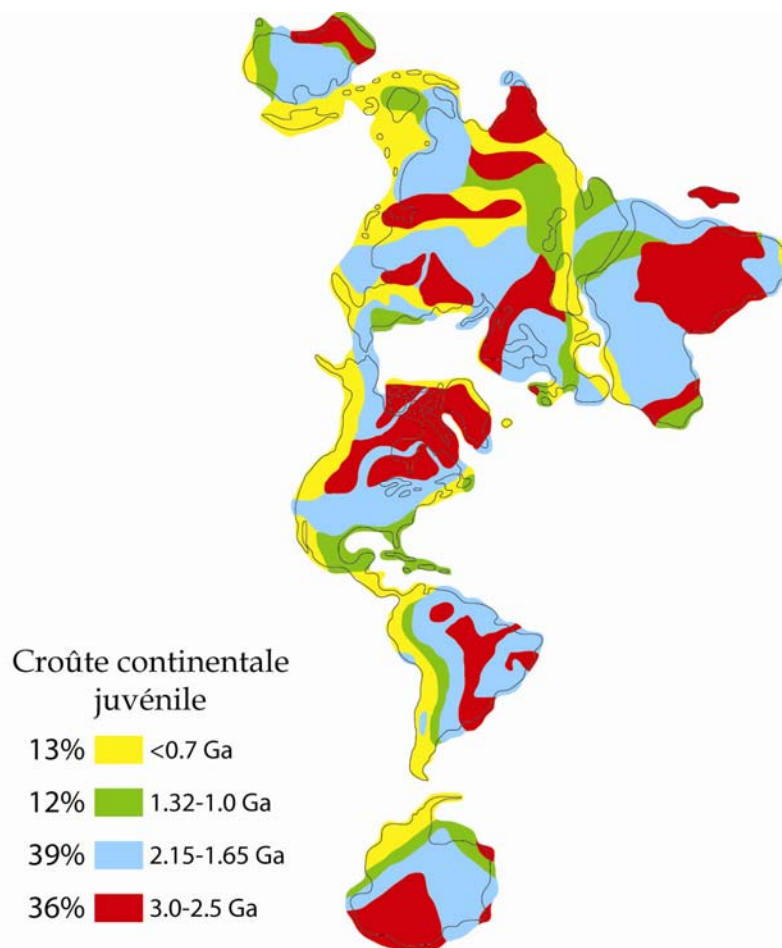 Croûte continentale
juvénile
13% <0.7 Ga
12% 1.32-1.0 Ga
39% 2.15-1.65 Ga
36% 3.0-2.5 Ga